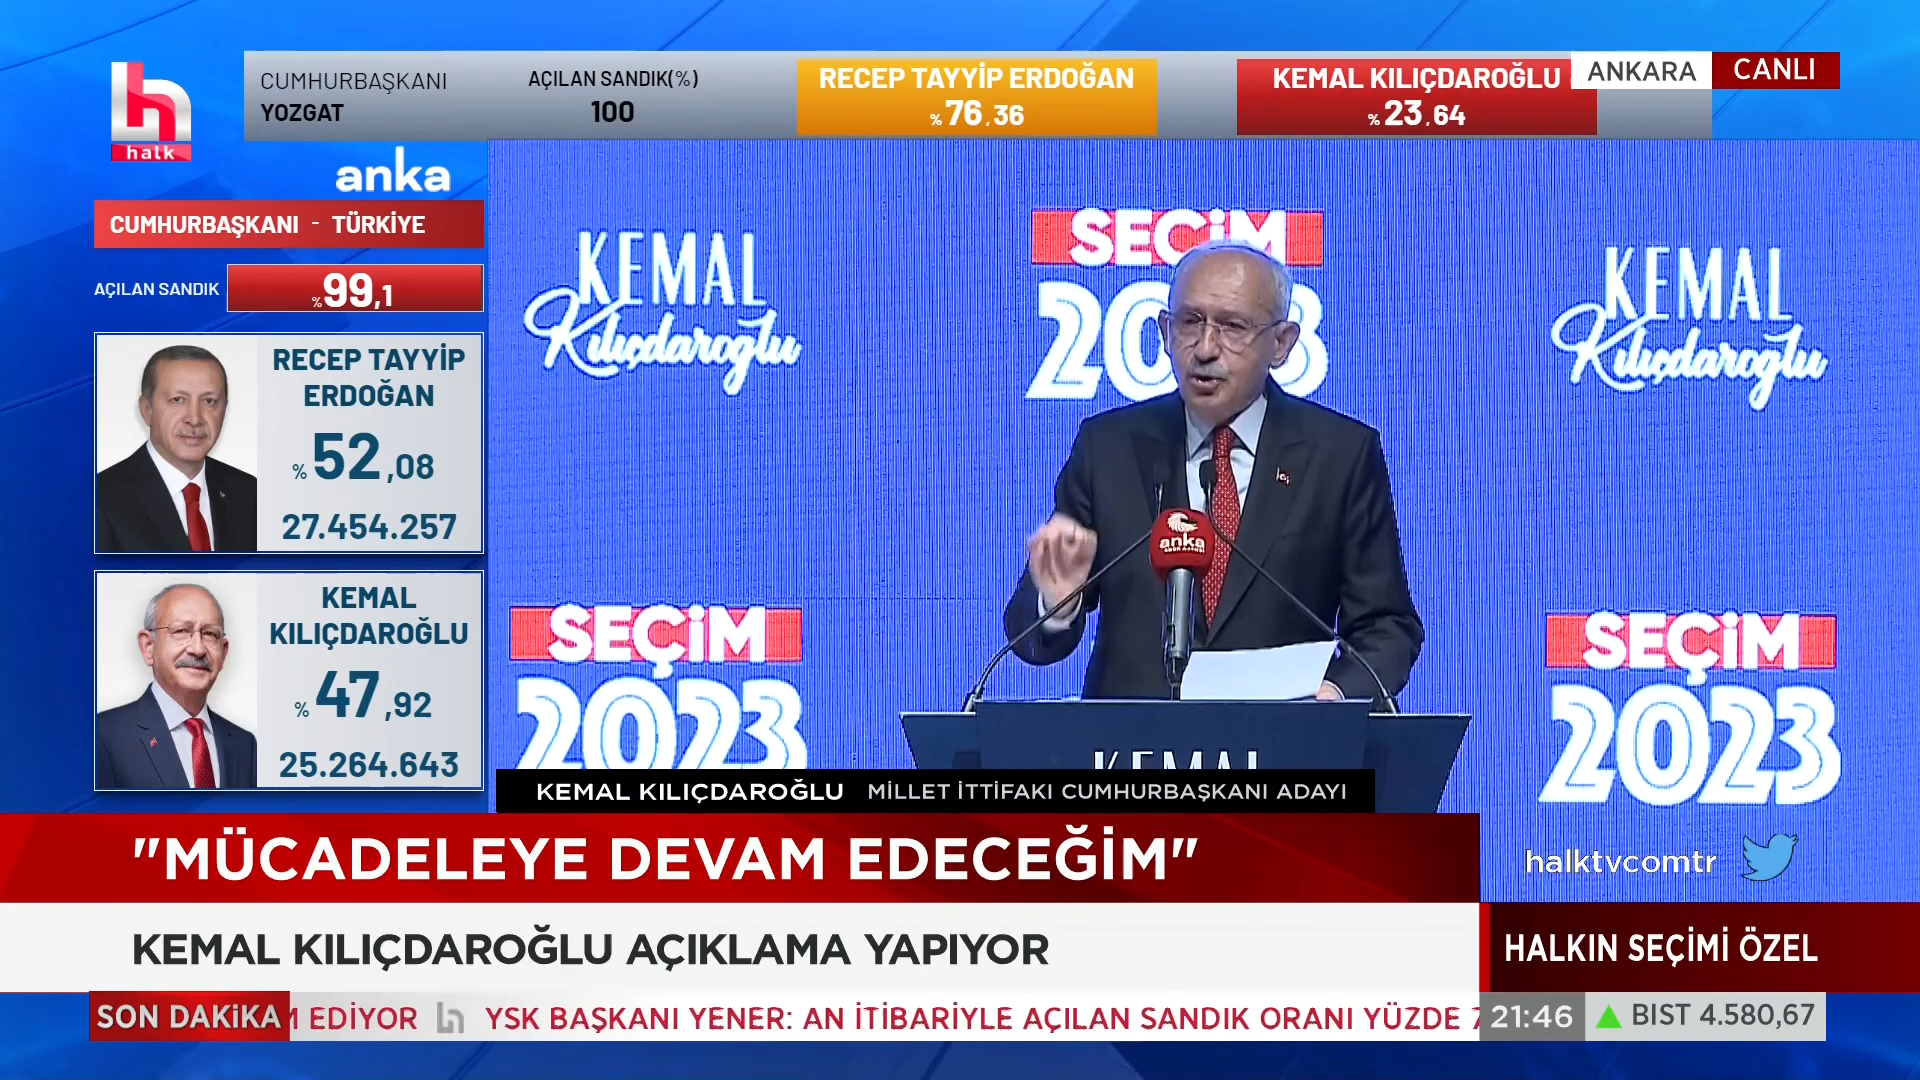 halk
CUMHURBAŞKANI
YOZGAT
AÇILAN SANDIK(%)
100
RECEP TAYYİP ERDOĞAN
% 76,36
KEMAL KILIÇDAROĞLU
% 23,64
ANKARA
CANLI
anka
CUMHURBAŞKANI - TÜRKİYE
AÇILAN SANDIK
%99,1
RECEP TAYYİP
ERDOĞAN
% 52,08
27.454.257
KEMAL
KILIÇDAROĞLU
% 47,92
25.264.643
KEMAL
Kılıçdaroğlu
SEÇİM
2023
KEMAL
Kılıçdaroğlu
anka
SEÇİM
2023
SEÇİM
2023
KEMAL
KEMAL KILIÇDAROĞLU MİLLET İTTİFAKI CUMHURBAŞKANI ADAYI
"MÜCADELEYE DEVAM EDECEĞİM"
halktvcomtr
KEMAL KILIÇDAROĞLU AÇIKLAMA YAPIYOR
HALKIN SEÇİMİ ÖZEL
SON DAKİKA
EDİYOR
YSK BAŞKANI YENER: AN İTİBARİYLE AÇILAN SANDIK ORANI YÜZDE
21:46
BIST 4.580,67